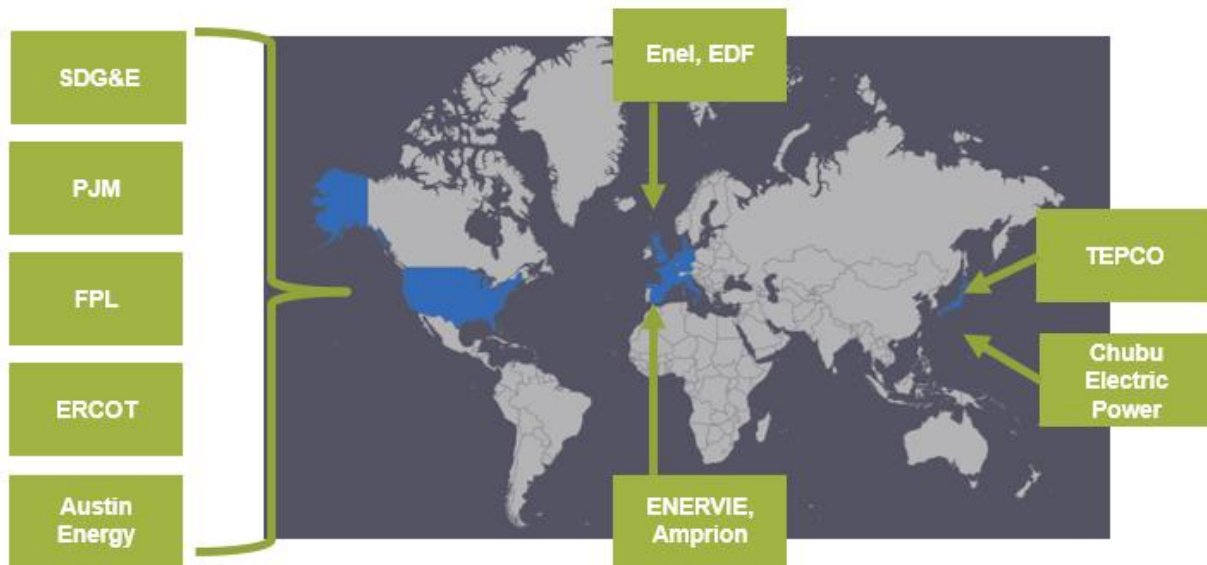 SDG&E
PJM
FPL
ERCOT
Austin
Energy
Enel, EDF
ENERVIE,
Amprion
TEPCO
Chubu
Electric
Power